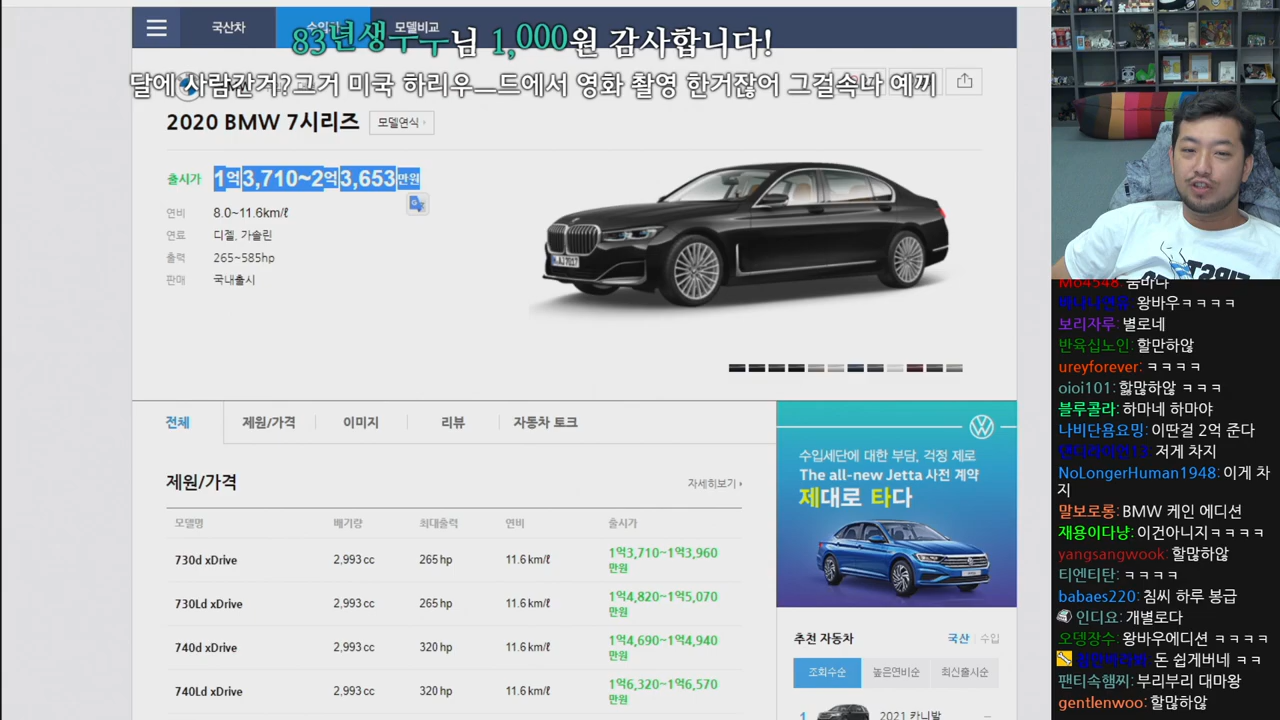 국산차
모델비교
83년생우우님 1,000원 감사합니다!
달에 사람간거?그거 미국 하리우ㅡ드에서 영화 촬영 한거잖어 그걸속나 예끼
2020 BMW 7시리즈
모델연식
출시가 1억3,710~2억3,653만원
연비 8.0~11.6km/ℓ
연료 디젤, 가솔린
출력 265~585hp
판매 국내출시
전체 제원/가격 이미지 리뷰 자동차 토크
제원/가격
자세히보기
모델명 배기량 최대출력 연비 출시가
730d xDrive 2,993 cc 265 hp 11.6 km/ℓ 1억3,710~1억3,960
만원
730Ld xDrive 2,993 cc 265 hp 11.6 km/ℓ 1억4,820~1억5,070
만원
740d xDrive 2,993 cc 320 hp 11.6 km/ℓ 1억4,690~1억4,940
만원
740Ld xDrive 2,993 cc 320 hp 11.6 km/ℓ 1억6,320~1억6,570
만원
수입세단에 대한 부담, 걱정 제로
The all-new Jetta 사전 계약
제대로 타다
추천 자동차
국산 수입
조회수순 높은연비순 최신출시순
1 2021 카니발
Mo4548: 줌바나
왕바우ㅋㅋㅋㅋ
보리자루: 별로네
반육십노인: 할만하않
ureyforever: ㅋㅋㅋㅋ
oioi101: 핧많하않 ㅋㅋㅋ
블루콜라: 하마네 하마야
나비단욤요밍: 이딴걸 2억 준다
저게 차지
NoLongerHuman1948: 이게 차
지
말보로롱: BMW 케인 에디션
재용이다냥: 이건아니지ㅋㅋㅋㅋ
yangsangwook: 할많하않
티엔티탄: ㅋㅋㅋㅋ
babaes220: 침씨 하루 봉급
인디요: 개별로다
오뎅장수: 왕바우에디션 ㅋㅋㅋㅋ
돈 쉽게버네 ㅋㅋ
팬티속햄찌: 부리부리 대마왕
gentlenwoo: 할많하않